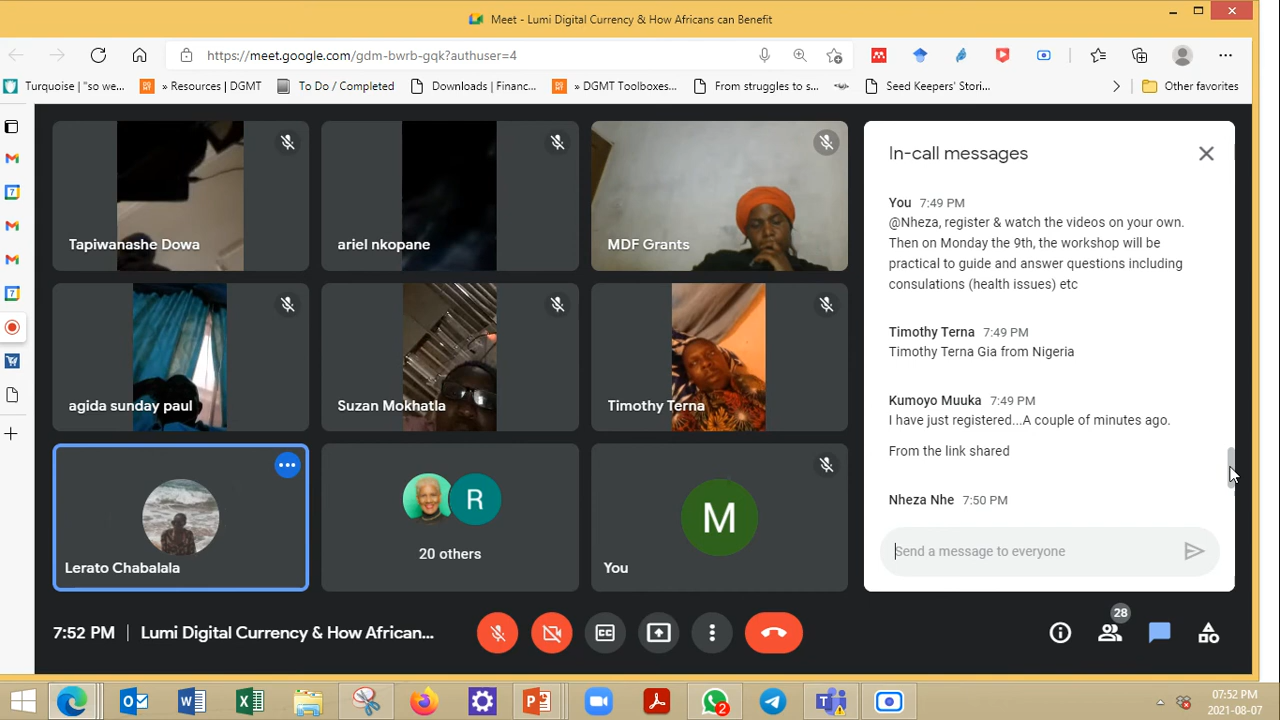 Meet - Lumi Digital Currency & How Africans can Benefit
https://meet.google.com/gdm-bwrb-gqk?authuser=4
Turquoise | "so we...
» Resources | DGMT
To Do / Completed
Downloads | Financ...
» DGMT Toolboxes...
From struggles to s...
Seed Keepers' Stori...
Other favorites
Tapiwanashe Dowa
ariel nkopane
MDF Grants
agida sunday paul
Suzan Mokhatla
Timothy Terna
Lerato Chabalala
R
20 others
M
You
In-call messages
You 7:49 PM
@Nheza, register & watch the videos on your own.
Then on Monday the 9th, the workshop will be
practical to guide and answer questions including
consulations (health issues) etc
Timothy Terna 7:49 PM
Timothy Terna Gia from Nigeria
Kumoyo Muuka 7:49 PM
I have just registered...A couple of minutes ago.
From the link shared
Nheza Nhe 7:50 PM
Send a message to everyone
7:52 PM | Lumi Digital Currency & How African...
28
2
07:52 PM
2021-08-07